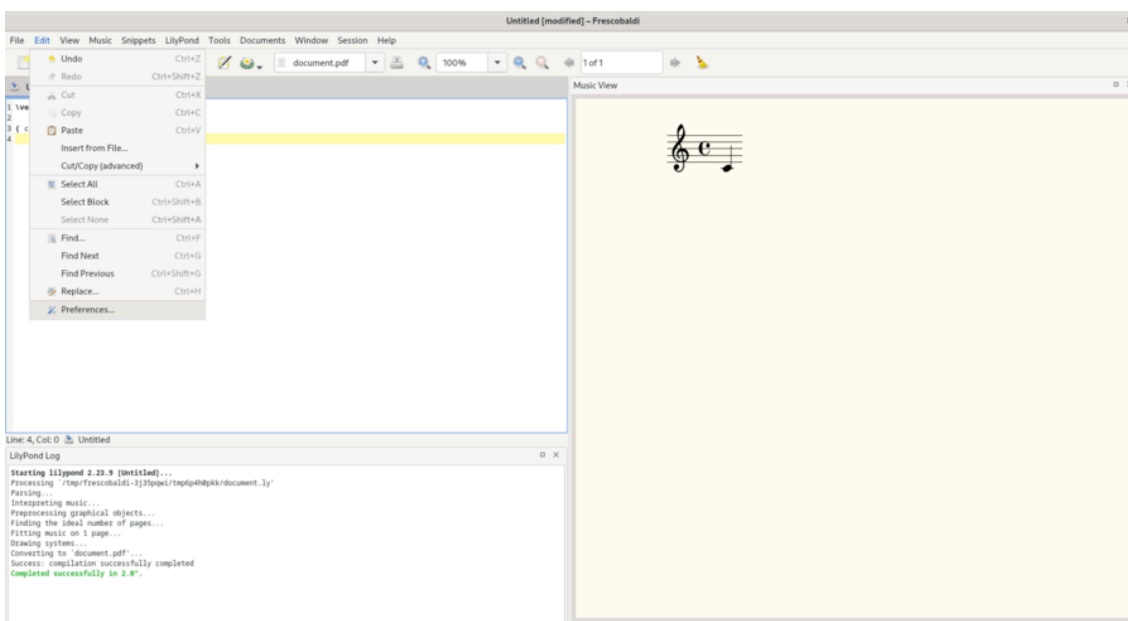 Untitled [modified] – Frescobaldi
File Edit View Music Snippets LilyPond Tools Documents Window Session Help
document.pdf 100% 1 of 1
Undo Ctrl+Z
Redo Ctrl+Shift+Z
Cut Ctrl+X
Copy Ctrl+C
Paste Ctrl+V
Insert from File...
Cut/Copy (advanced)
Select All Ctrl+A
Select Block Ctrl+Shift+B
Select None Ctrl+Shift+A
Find... Ctrl+F
Find Next Ctrl+G
Find Previous Ctrl+Shift+G
Replace... Ctrl+H
Preferences...
1 \ve
2
3 { c
4
Music View
Line: 4, Col: 0 Untitled
LilyPond Log
Starting lilypond 2.23.9 [Untitled]...
Processing `/tmp/frescobaldi-3j35pqwi/tmp6p4h0pkk/document.ly'
Parsing...
Interpreting music...
Preprocessing graphical objects...
Finding the ideal number of pages...
Fitting music on 1 page...
Drawing systems...
Converting to `document.pdf'...
Success: compilation successfully completed
Completed successfully in 2.0".